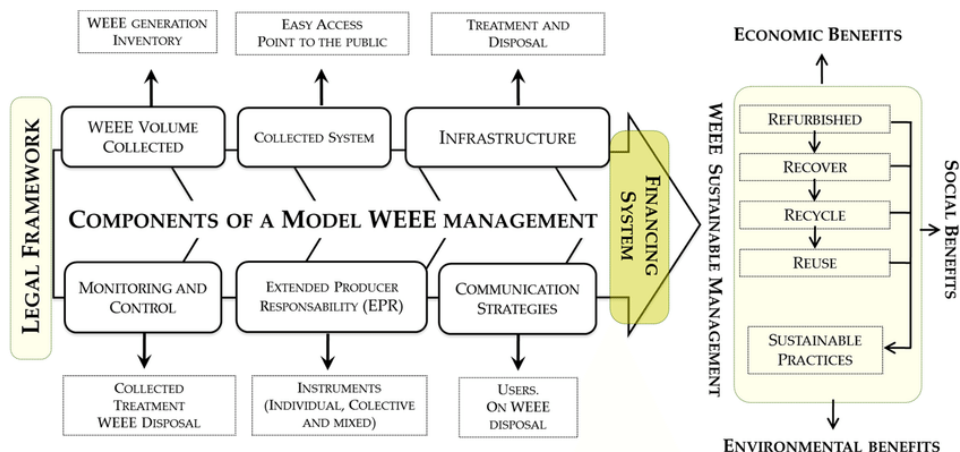 WEEE GENERATION
INVENTORY
EASY ACCESS
POINT TO THE PUBLIC
TREATMENT AND
DISPOSAL
LEGAL FRAMEWORK
WEEE VOLUME
COLLECTED
COLLECTED SYSTEM
INFRASTRUCTURE
COMPONENTS OF A MODEL WEEE MANAGEMENT
MONITORING AND
CONTROL
EXTENDED PRODUCER
RESPONSABILITY (EPR)
COMMUNICATION
STRATEGIES
COLLECTED
TREATMENT
WEEE DISPOSAL
INSTRUMENTS
(INDIVIDUAL, COLECTIVE
AND MIXED)
USERS.
ON WEEE
DISPOSAL
FINANCING
SYSTEM
WEEE SUSTAINABLE MANAGEMENT
ECONOMIC BENEFITS
REFURBISHED
RECOVER
RECYCLE
REUSE
SUSTAINABLE
PRACTICES
SOCIAL BENEFITS
ENVIRONMENTAL BENEFITS